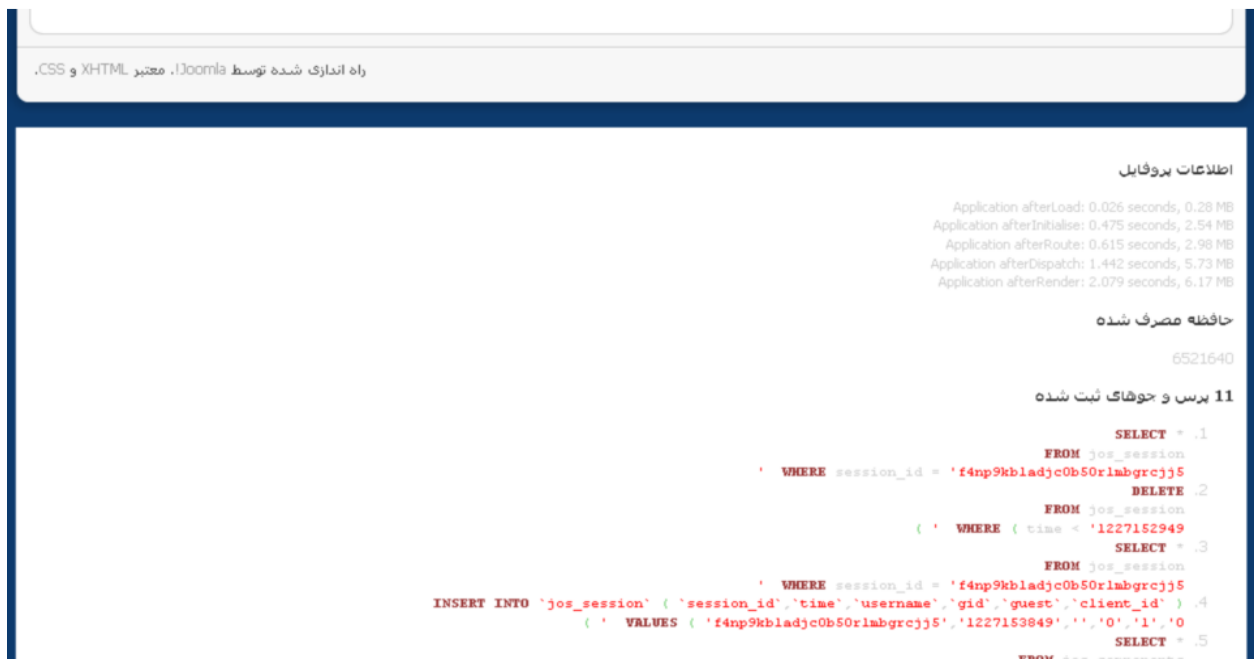 راه اندازی شده توسط Joomla!. معتبر XHTML و CSS.
اطلاعات پروفایل
Application afterLoad: 0.026 seconds, 0.28 MB
Application afterInitialise: 0.475 seconds, 2.54 MB
Application afterRoute: 0.615 seconds, 2.98 MB
Application afterDispatch: 1.442 seconds, 5.73 MB
Application afterRender: 2.079 seconds, 6.17 MB
حافظه مصرف شده
6521640
11 پرس و جوهای ثبت شده
1. SELECT *
FROM jos_session
WHERE session_id = 'f4np9kbladjc0b50rlmbgrcjj5'
2. DELETE
FROM jos_session
WHERE ( time < '1227152949' )
3. SELECT *
FROM jos_session
WHERE session_id = 'f4np9kbladjc0b50rlmbgrcjj5'
4. INSERT INTO `jos_session` ( `session_id`,`time`,`username`,`gid`,`guest`,`client_id` )
VALUES ( 'f4np9kbladjc0b50rlmbgrcjj5','1227153849','','0','1','0' )
5. SELECT *